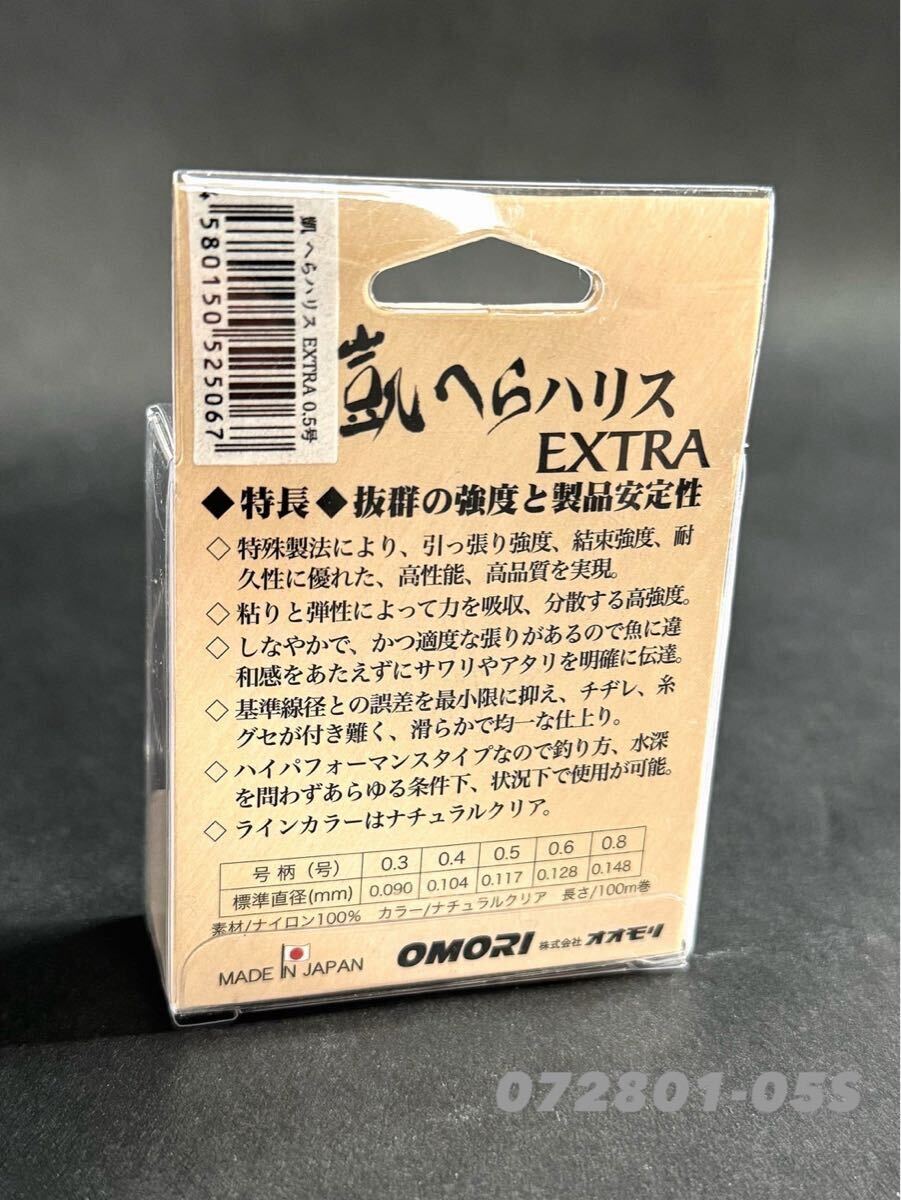 凱 へらハリス EXTRA 0.5号
4 580150 525067
凱 へらハリス
EXTRA
◆特長◆抜群の強度と製品安定性
◇特殊製法により、引っ張り強度、結束強度、耐
久性に優れた、高性能、高品質を実現。
◇粘りと弾性によって力を吸収、分散する高強度。
◇しなやかで、かつ適度な張りがあるので魚に違
和感をあたえずにサワリやアタリを明確に伝達。
◇基準線径との誤差を最小限に抑え、チヂレ、糸
グセが付き難く、滑らかで均一な仕上り。
◇ハイパフォーマンスタイプなので釣り方、水深
を問わずあらゆる条件下、状況下で使用が可能。
◇ラインカラーはナチュラルクリア。
号 柄 (号) 0.3 0.4 0.5 0.6 0.8
標準直径(mm) 0.090 0.104 0.117 0.128 0.148
素材/ナイロン100% カラー/ナチュラルクリア 長さ/100m巻
MADE IN JAPAN OMORI 株式会社 オオモリ
072801-05S